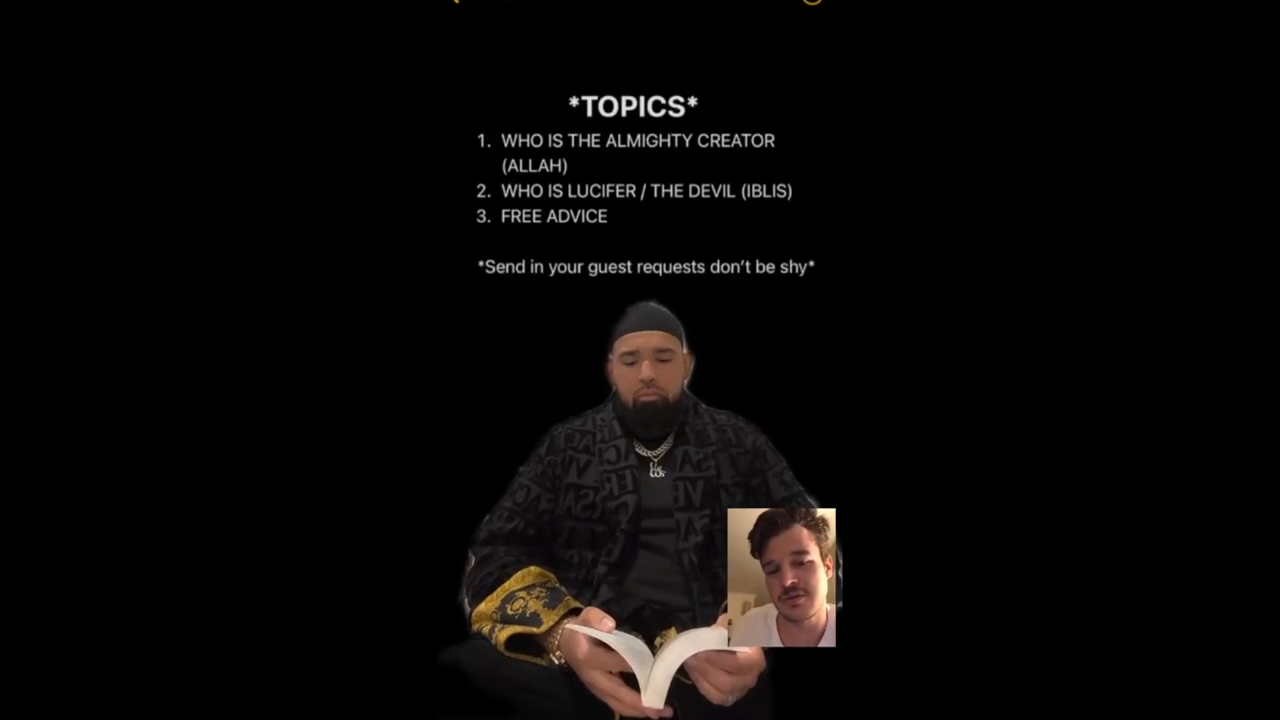 *TOPICS*
1. WHO IS THE ALMIGHTY CREATOR
(ALLAH)
2. WHO IS LUCIFER / THE DEVIL (IBLIS)
3. FREE ADVICE
*Send in your guest requests don't be shy*